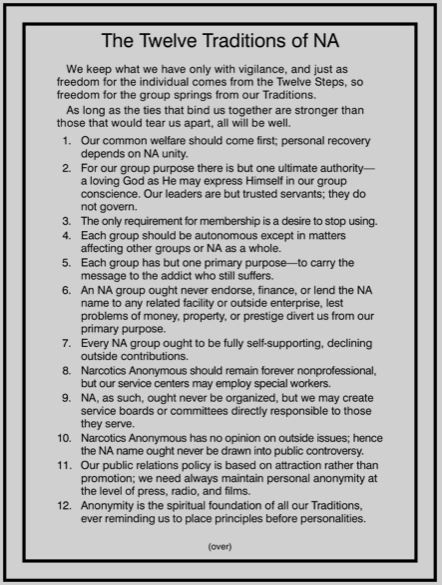 The Twelve Traditions of NA
We keep what we have only with vigilance, and just as
freedom for the individual comes from the Twelve Steps, so
freedom for the group springs from our Traditions.
As long as the ties that bind us together are stronger than
those that would tear us apart, all will be well.
1. Our common welfare should come first; personal recovery
depends on NA unity.
2. For our group purpose there is but one ultimate authority—
a loving God as He may express Himself in our group
conscience. Our leaders are but trusted servants; they do
not govern.
3. The only requirement for membership is a desire to stop using.
4. Each group should be autonomous except in matters
affecting other groups or NA as a whole.
5. Each group has but one primary purpose—to carry the
message to the addict who still suffers.
6. An NA group ought never endorse, finance, or lend the NA
name to any related facility or outside enterprise, lest
problems of money, property, or prestige divert us from our
primary purpose.
7. Every NA group ought to be fully self-supporting, declining
outside contributions.
8. Narcotics Anonymous should remain forever nonprofessional,
but our service centers may employ special workers.
9. NA, as such, ought never be organized, but we may create
service boards or committees directly responsible to those
they serve.
10. Narcotics Anonymous has no opinion on outside issues; hence
the NA name ought never be drawn into public controversy.
11. Our public relations policy is based on attraction rather than
promotion; we need always maintain personal anonymity at
the level of press, radio, and films.
12. Anonymity is the spiritual foundation of all our Traditions,
ever reminding us to place principles before personalities.
(over)